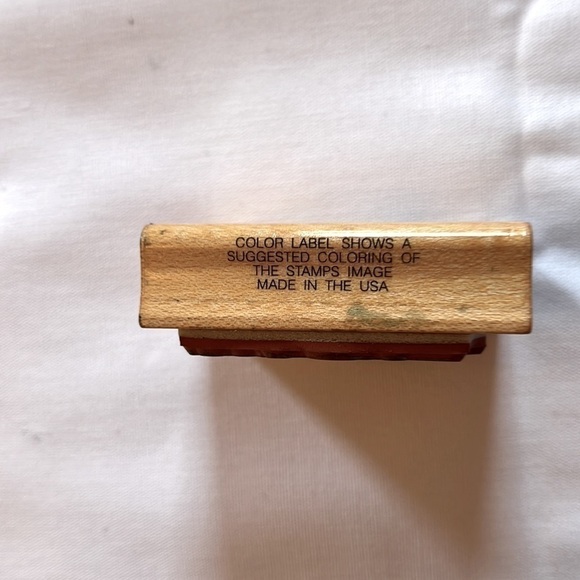 COLOR LABEL SHOWS A
SUGGESTED COLORING OF
THE STAMPS IMAGE
MADE IN THE USA